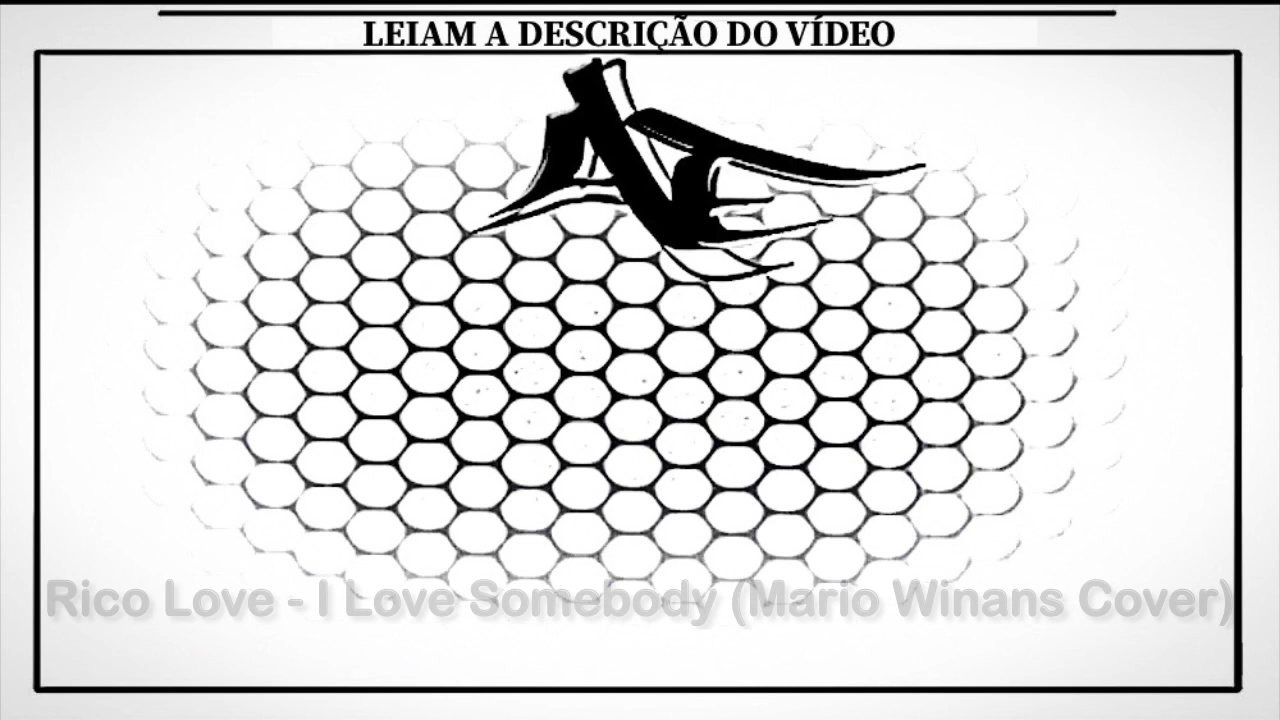 LEIAM A DESCRIÇÃO DO VÍDEO
Rico Love - I Love Somebody (Mario Winans Cover)